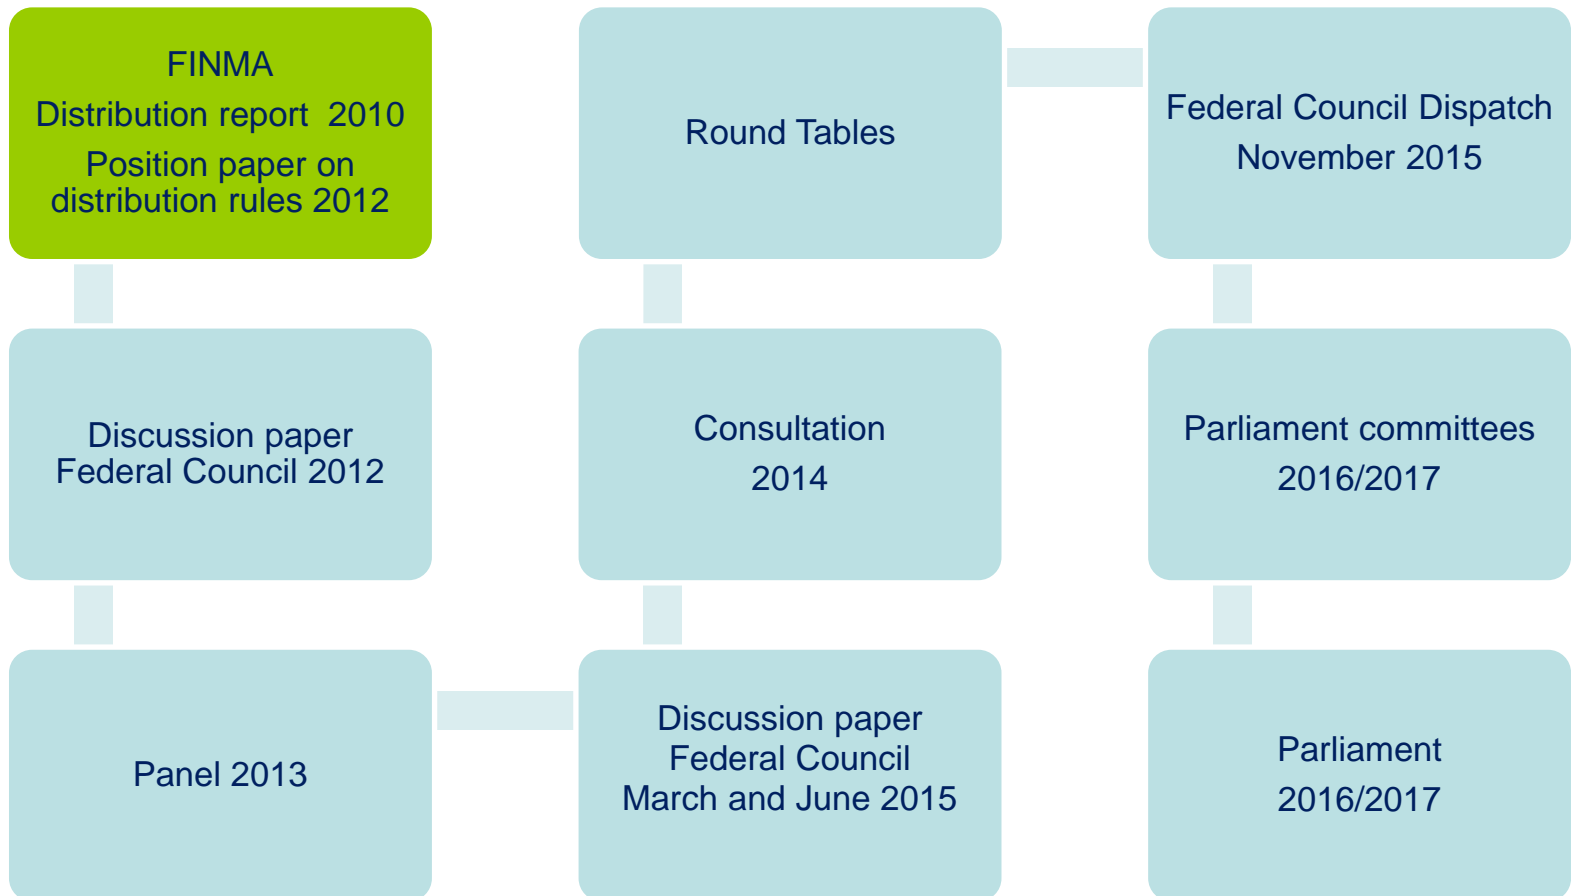 FINMA
Distribution report 2010
Position paper on
distribution rules 2012
Discussion paper
Federal Council 2012
Panel 2013
Discussion paper
Federal Council
March and June 2015
Consultation
2014
Round Tables
Federal Council Dispatch
November 2015
Parliament committees
2016/2017
Parliament
2016/2017